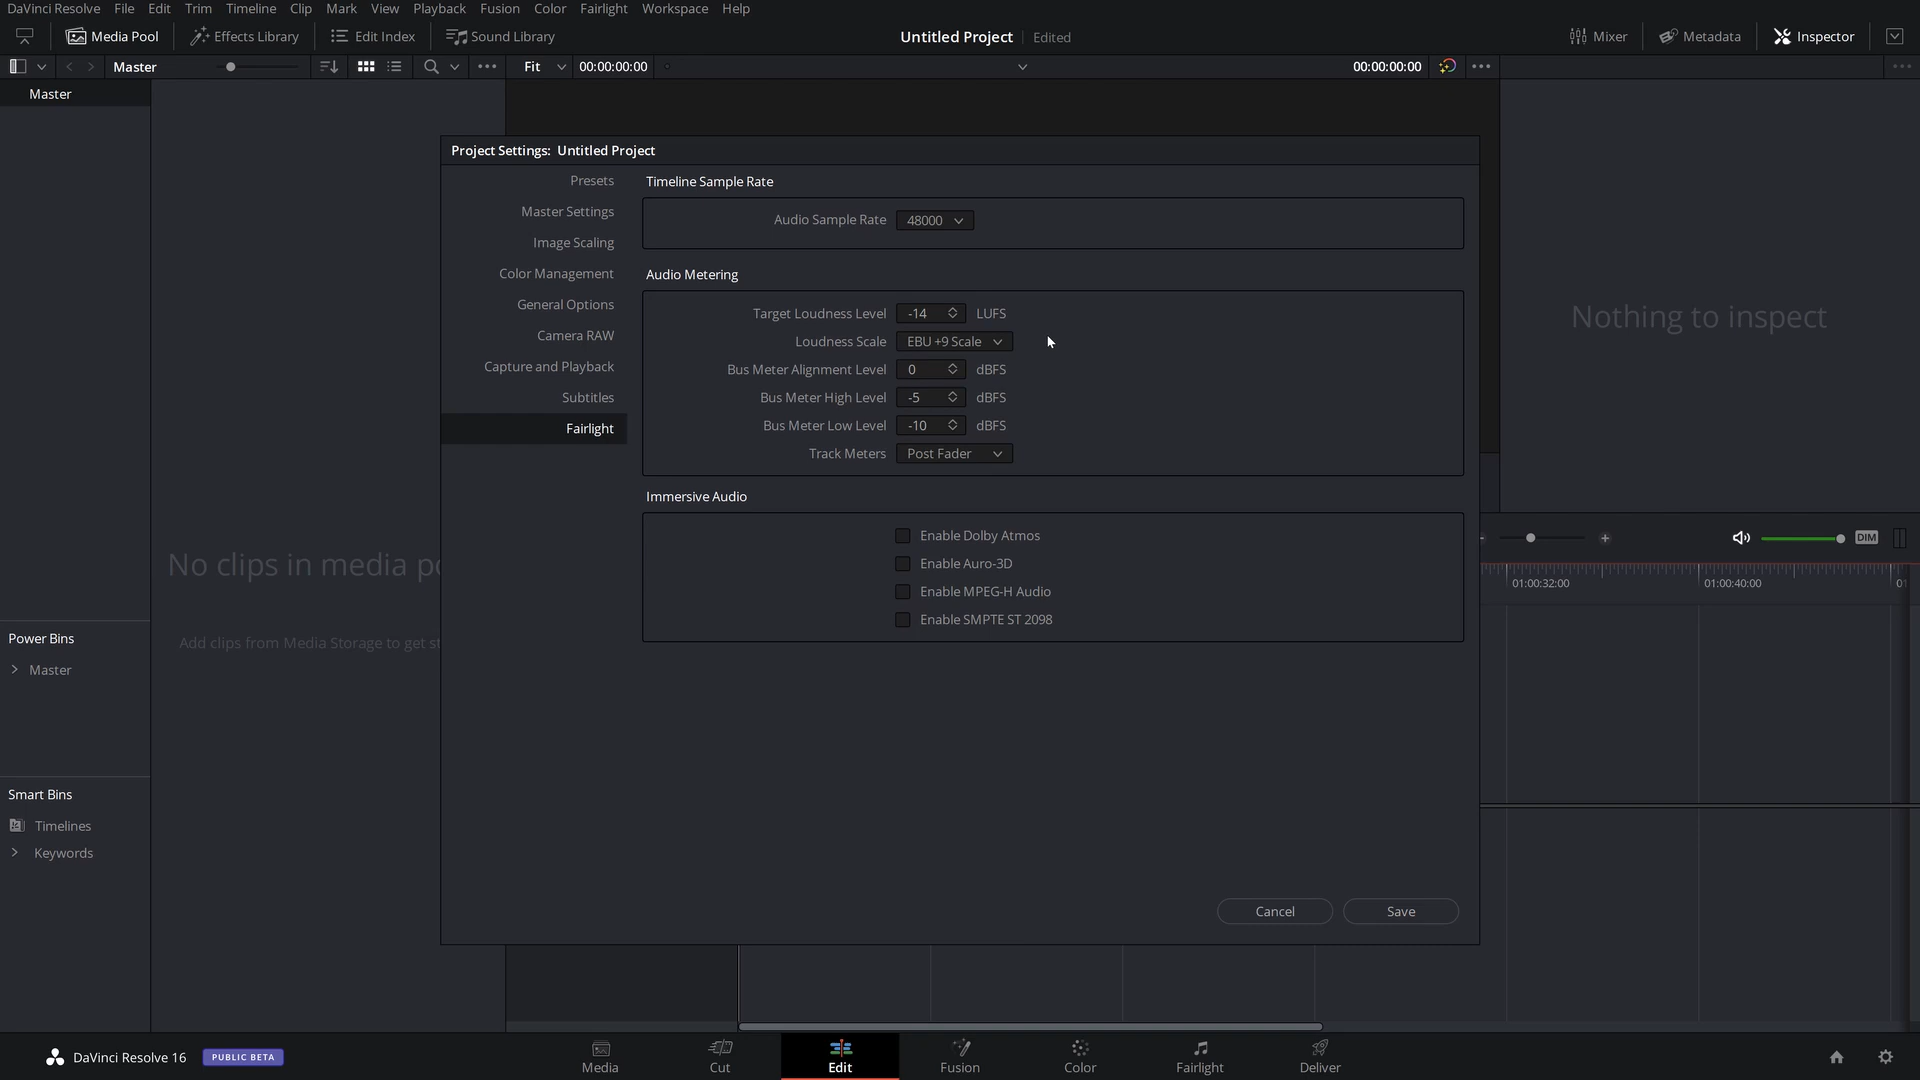 DaVinci Resolve File Edit Trim Timeline Clip Mark View Playback Fusion Color Fairlight Workspace Help
Media Pool Effects Library Edit Index Sound Library Untitled Project Edited Mixer Metadata Inspector
Master Fit 00:00:00:00 00:00:00:00
Master
Project Settings: Untitled Project
Presets
Master Settings
Image Scaling
Color Management
General Options
Camera RAW
Capture and Playback
Subtitles
Fairlight
Timeline Sample Rate
Audio Sample Rate 48000
Audio Metering
Target Loudness Level -14 LUFS
Loudness Scale EBU +9 Scale
Bus Meter Alignment Level 0 dBFS
Bus Meter High Level -5 dBFS
Bus Meter Low Level -10 dBFS
Track Meters Post Fader
Immersive Audio
Enable Dolby Atmos
Enable Auro-3D
Enable MPEG-H Audio
Enable SMPTE ST 2098
Cancel Save
Nothing to inspect
DIM
01:00:32:00 01:00:40:00 01
No clips in media po
Add clips from Media Storage to get st
Power Bins
Master
Smart Bins
Timelines
Keywords
DaVinci Resolve 16 PUBLIC BETA
Media Cut Edit Fusion Color Fairlight Deliver